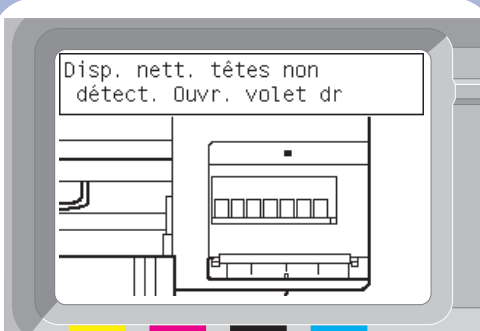 Disp. nett. têtes non
détect. Ouvr. volet dr